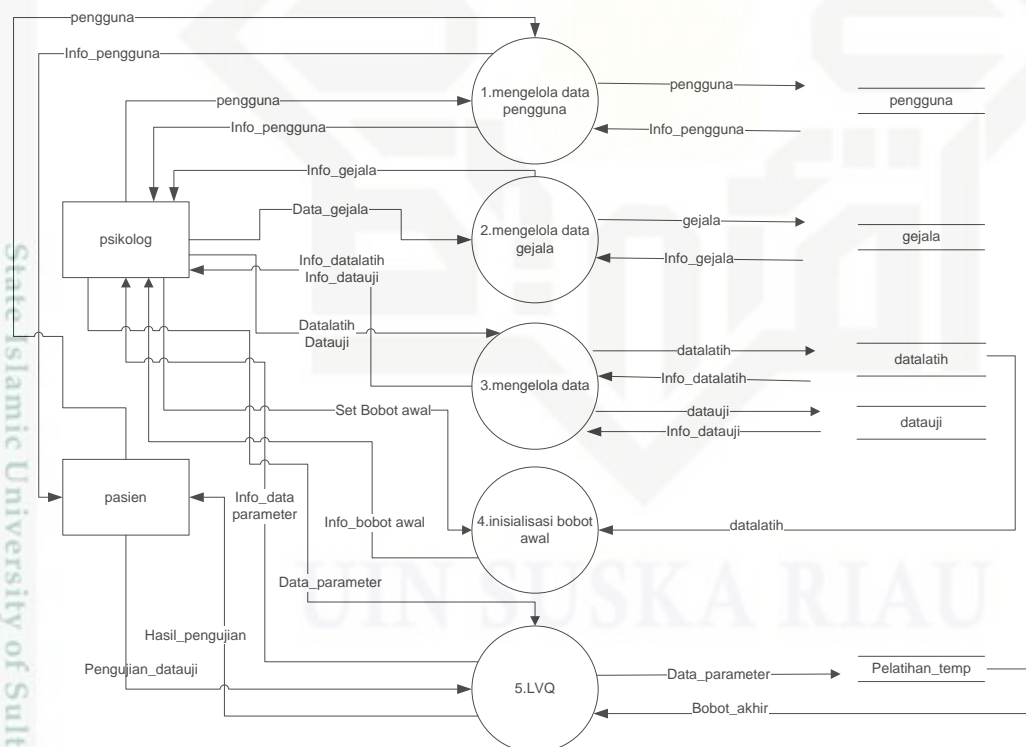 pengguna
Info_pengguna
1.mengelola data
pengguna
pengguna
pengguna
pengguna
Info_pengguna
Info_pengguna
Info_gejala
psikolog
Data_gejala
2.mengelola data
gejala
gejala
gejala
Info_gejala
Info_datalatih
Info_datauji
Datalatih
Datauji
3.mengelola data
datalatih
datalatih
Info_datalatih
datauji
datauji
Info_datauji
Set Bobot awal
pasien
Info_data
parameter
Info_bobot awal
4.inisialisasi bobot
awal
datalatih
Data_parameter
UIN SUSKA RIAU
Hasil_pengujian
Pengujian_datauji
5.LVQ
Data_parameter
Pelatihan_temp
Bobot_akhir
State Islamic University of Sult